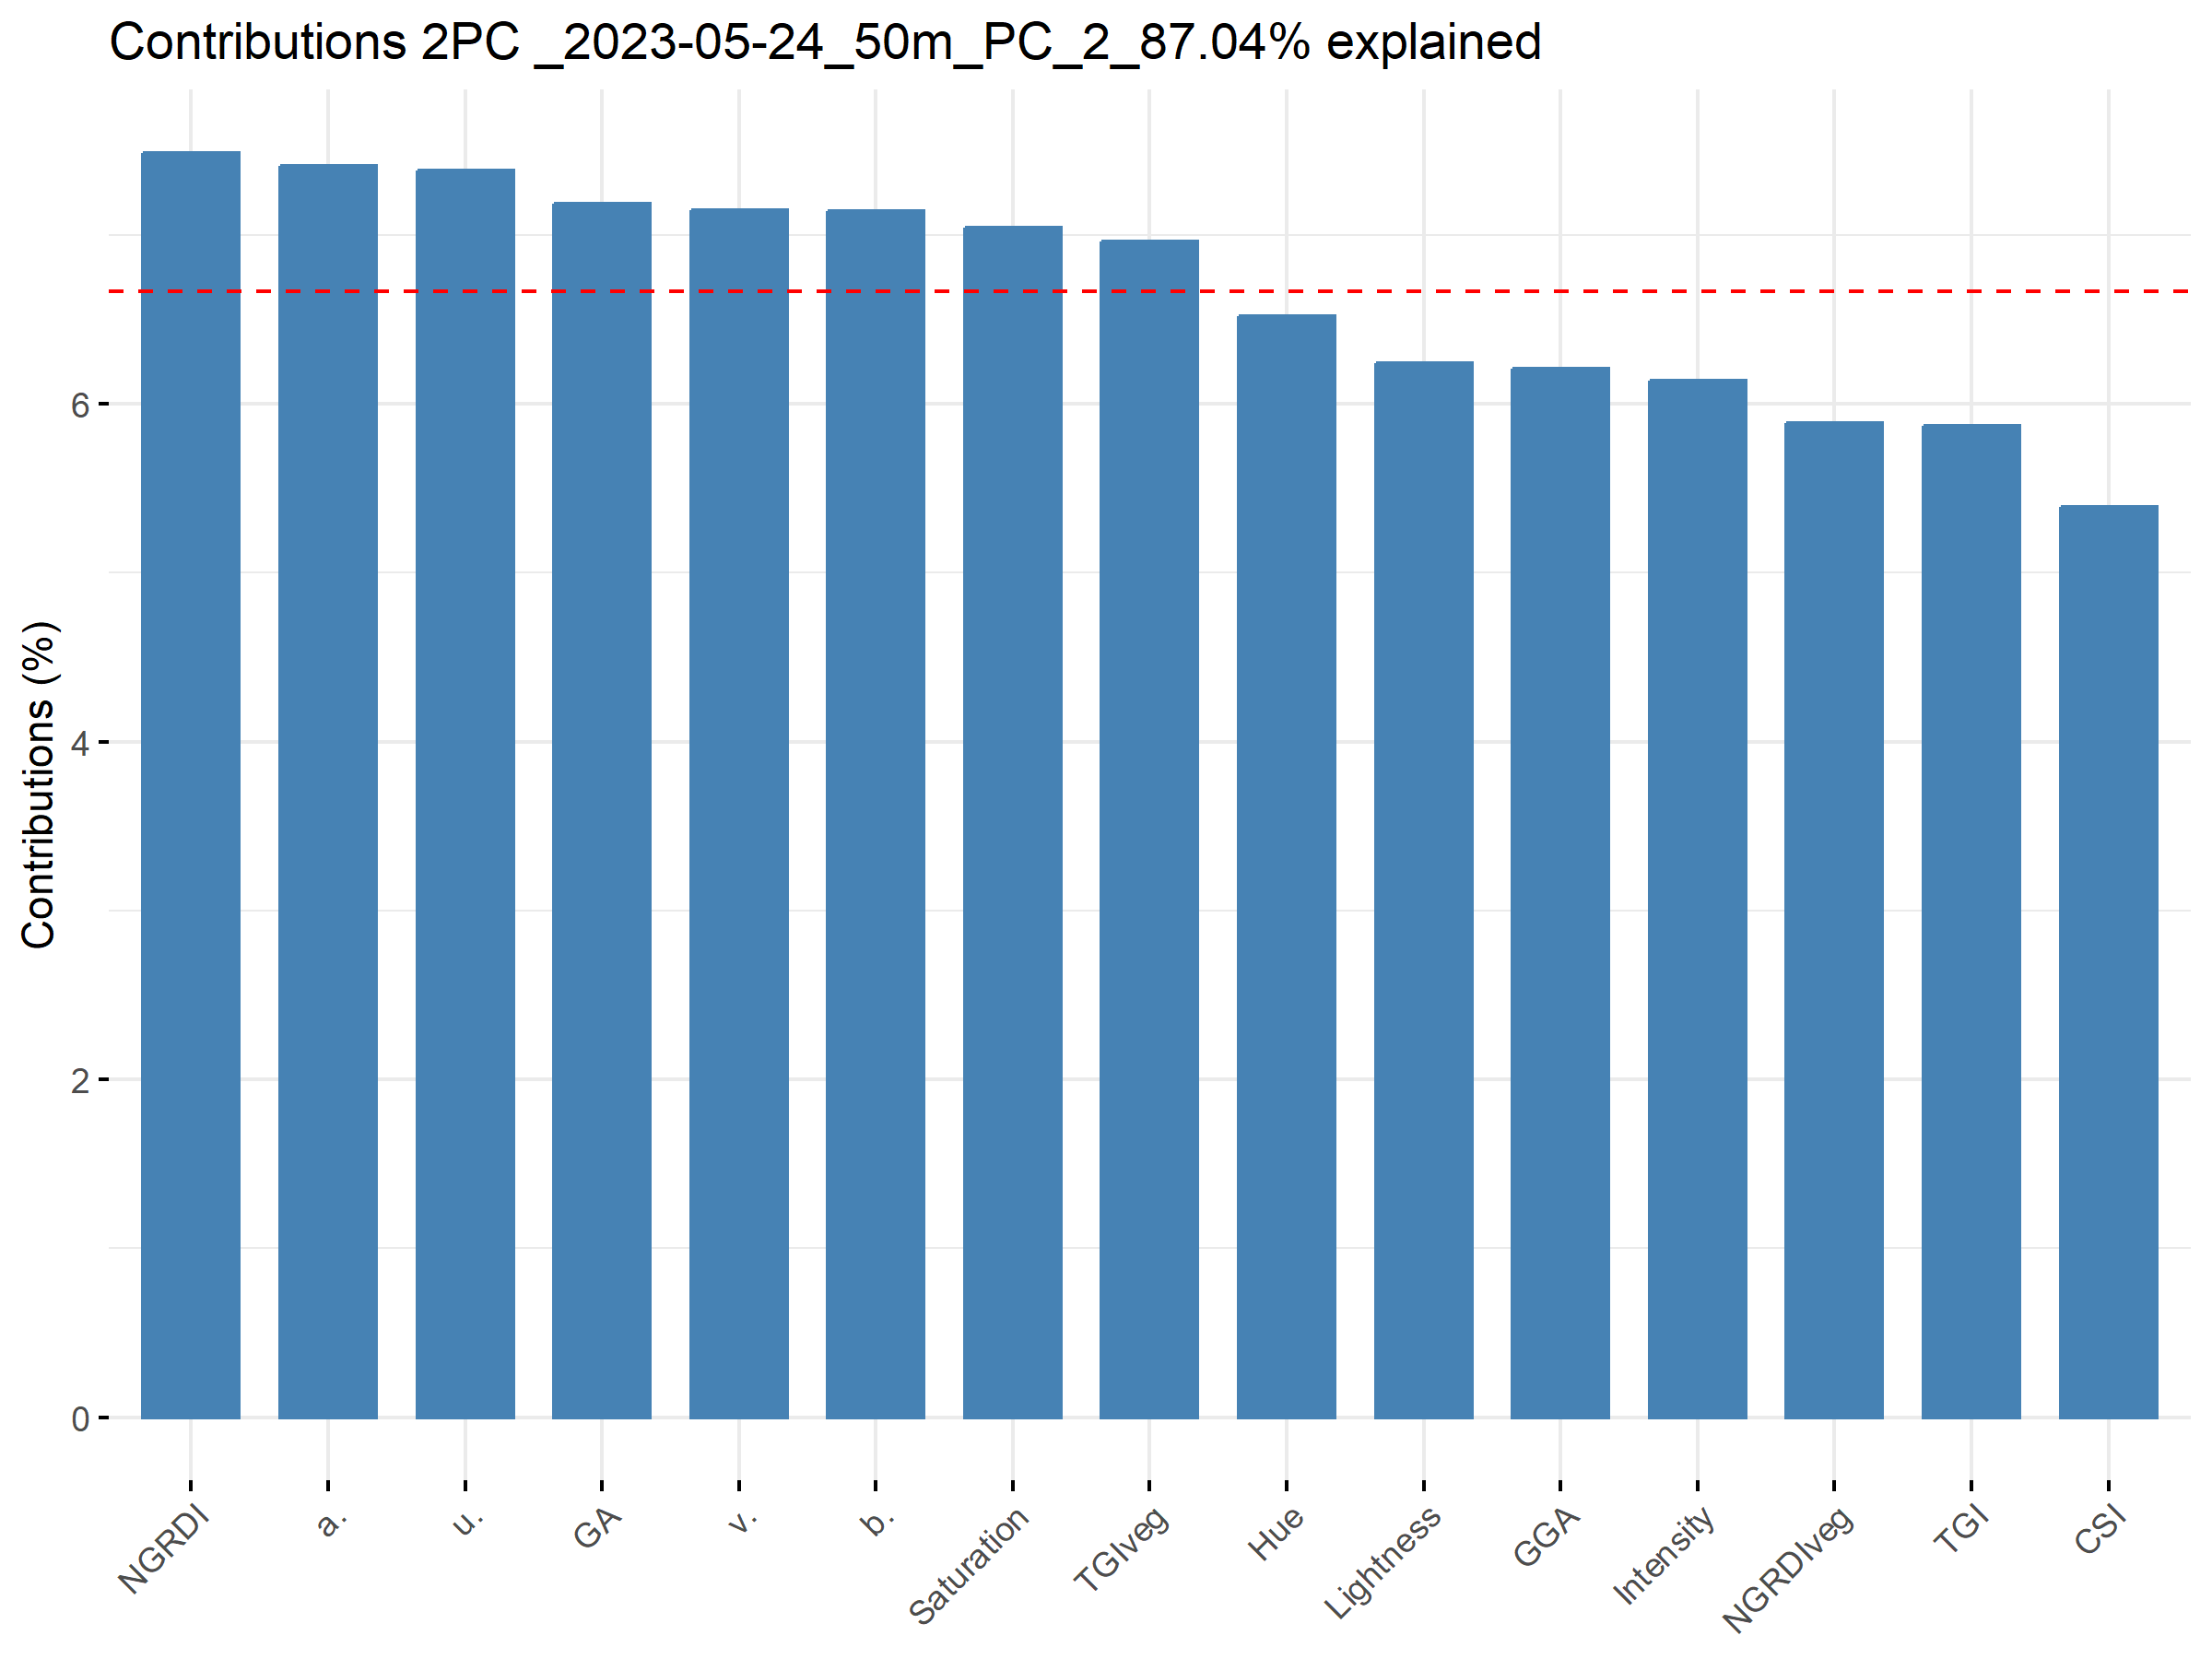 Contributions 2PC _2023-05-24_50m_PC_2_87.04% explained
Contributions (%)
6
4
2
0
NGRDI
a.
u.
GA
v.
b.
Saturation
TGIveg
Hue
Lightness
GGA
Intensity
NGRDIveg
TGI
CSI